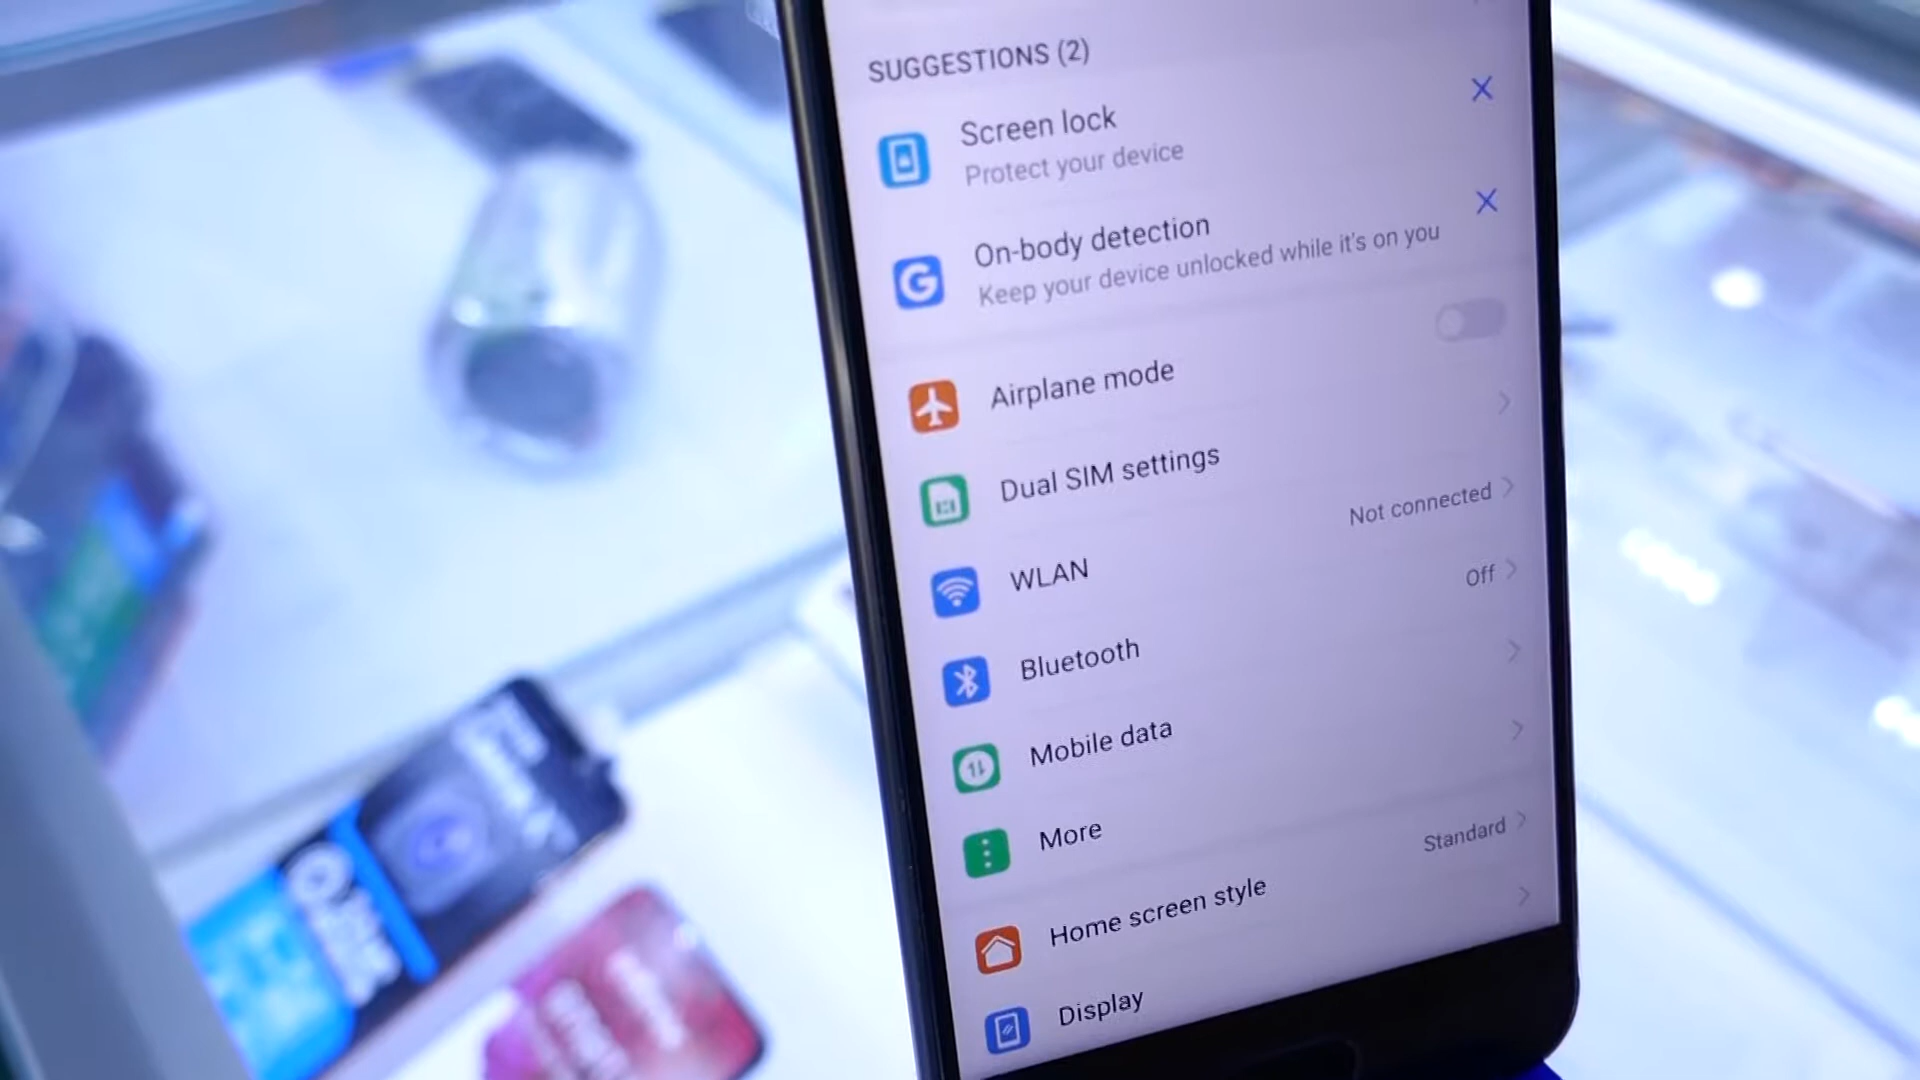 SUGGESTIONS (2)
Screen lock
Protect your device
On-body detection
Keep your device unlocked while it's on you
Airplane mode
Dual SIM settings
WLAN
Not connected
Bluetooth
Off
Mobile data
More
Home screen style
Standard
Display